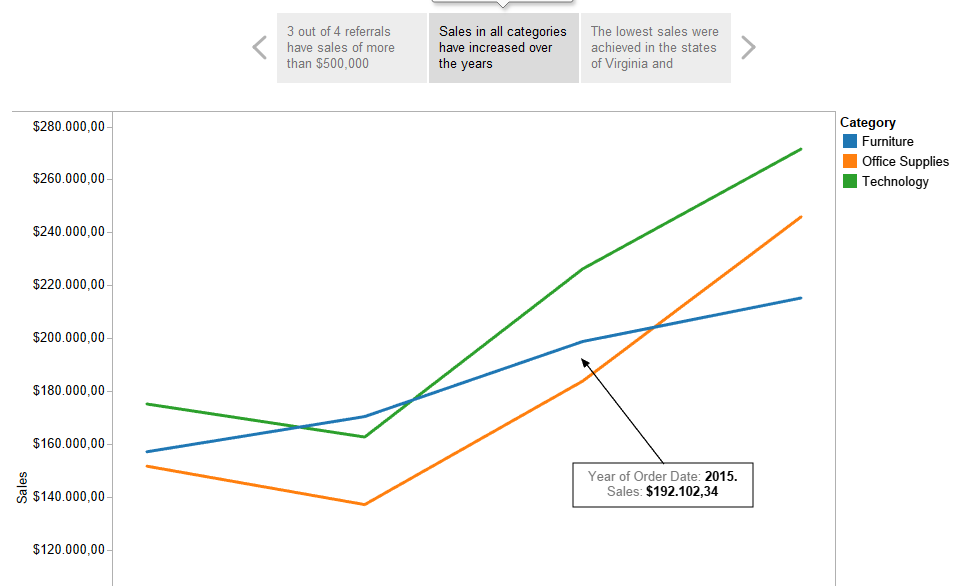 3 out of 4 referrals
have sales of more
than $500,000
Sales in all categories
have increased over
the years
The lowest sales were
achieved in the states
of Virginia and
$280.000,00
$260.000,00
$240.000,00
$220.000,00
$200.000,00
$180.000,00
$160.000,00
$140.000,00
$120.000,00
Sales
Category
Furniture
Office Supplies
Technology
Year of Order Date: 2015.
Sales: $192.102,34